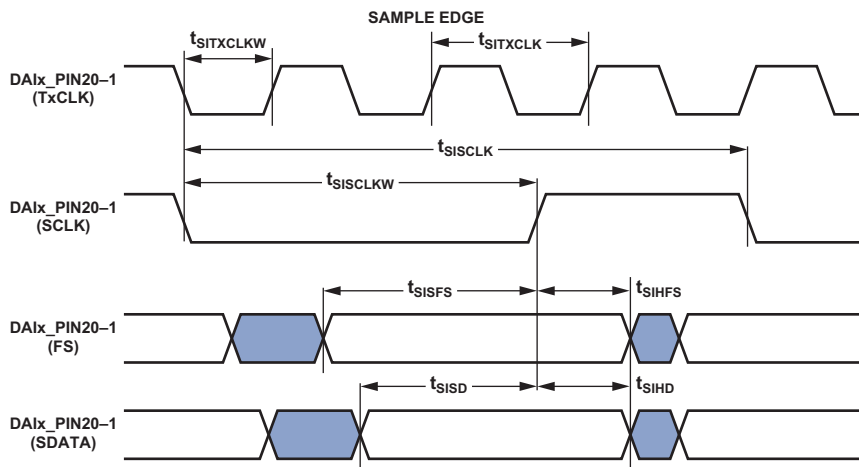 SAMPLE EDGE
tSITXCLKW
tSITXCLK
DAIx_PIN20–1
(TxCLK)
tSISCLK
tSISCLKW
DAIx_PIN20–1
(SCLK)
tSISFS
tSIHFS
DAIx_PIN20–1
(FS)
tSISD
tSIHD
DAIx_PIN20–1
(SDATA)